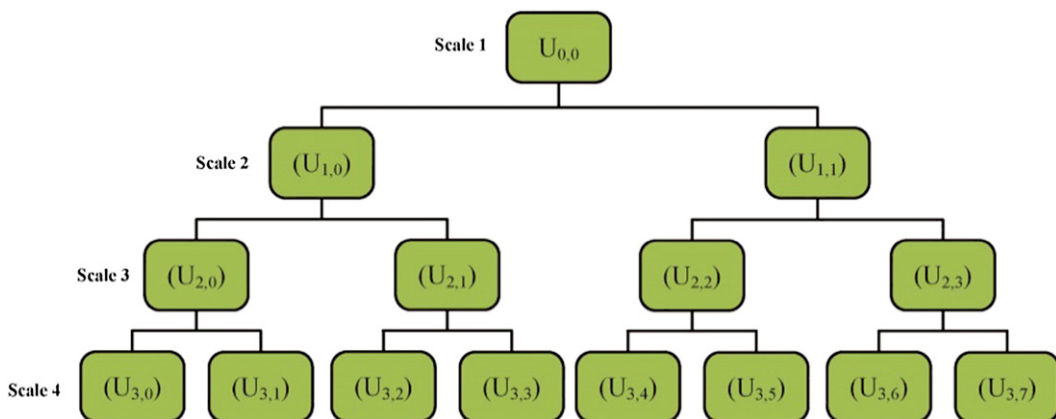 Scale 1 U0,0
Scale 2 (U1,0) (U1,1)
Scale 3 (U2,0) (U2,1) (U2,2) (U2,3)
Scale 4 (U3,0) (U3,1) (U3,2) (U3,3) (U3,4) (U3,5) (U3,6) (U3,7)